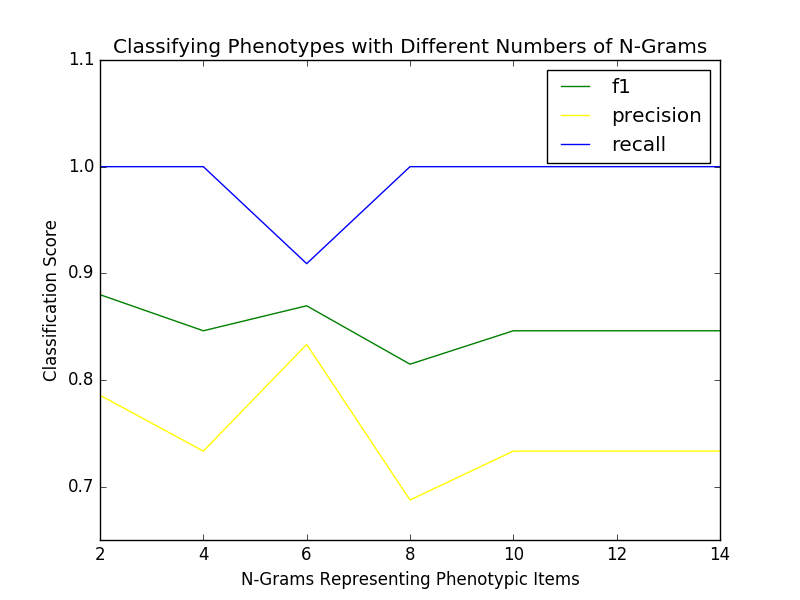 Classifying Phenotypes with Different Numbers of N-Grams
1.1
1.0
0.9
0.8
0.7
Classification Score
f1
precision
recall
2 4 6 8 10 12 14
N-Grams Representing Phenotypic Items